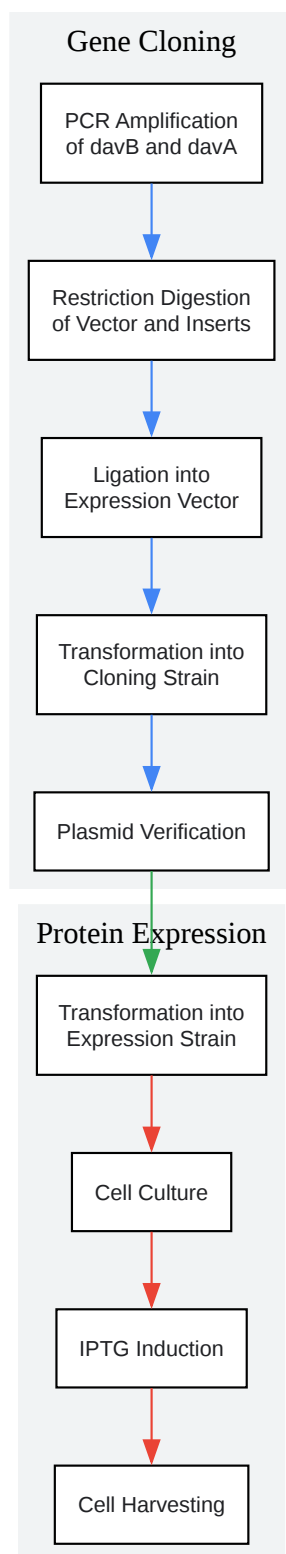 Gene Cloning
PCR Amplification
of davB and davA
Restriction Digestion
of Vector and Inserts
Ligation into
Expression Vector
Transformation into
Cloning Strain
Plasmid Verification
Protein Expression
Transformation into
Expression Strain
Cell Culture
IPTG Induction
Cell Harvesting